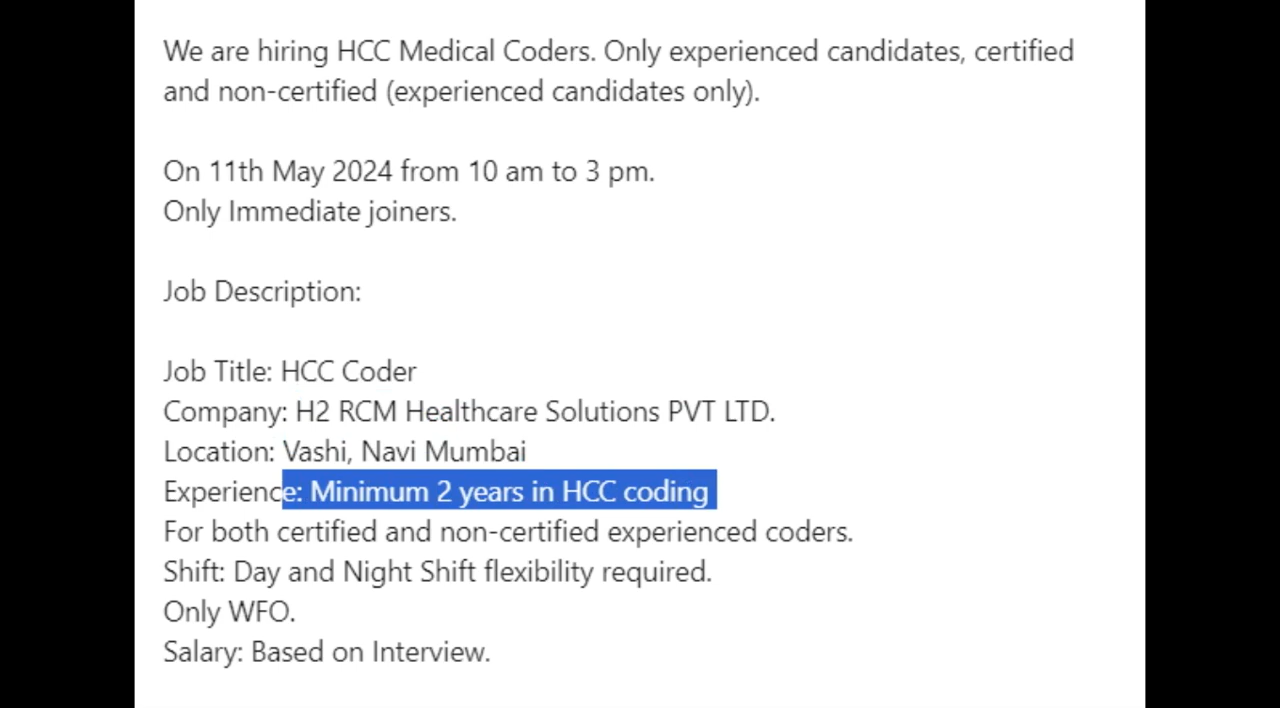 We are hiring HCC Medical Coders. Only experienced candidates, certified
and non-certified (experienced candidates only).
On 11th May 2024 from 10 am to 3 pm.
Only Immediate joiners.
Job Description:
Job Title: HCC Coder
Company: H2 RCM Healthcare Solutions PVT LTD.
Location: Vashi, Navi Mumbai
Experience: Minimum 2 years in HCC coding
For both certified and non-certified experienced coders.
Shift: Day and Night Shift flexibility required.
Only WFO.
Salary: Based on Interview.